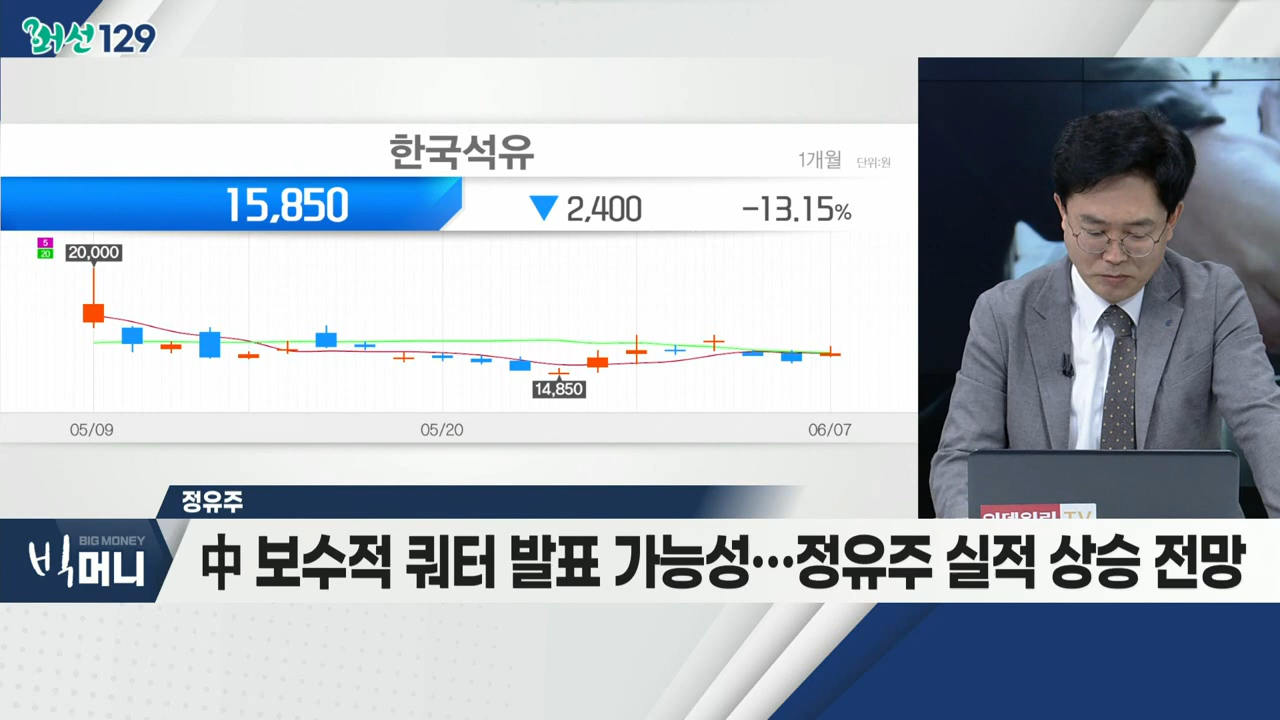 머선129
한국석유
1개월 단위:원
15,850 ▼ 2,400 -13.15%
5
20
20,000
14,850
05/09 05/20 06/07
정유주
BIG MONEY
빅머니
中 보수적 쿼터 발표 가능성…정유주 실적 상승 전망
TV